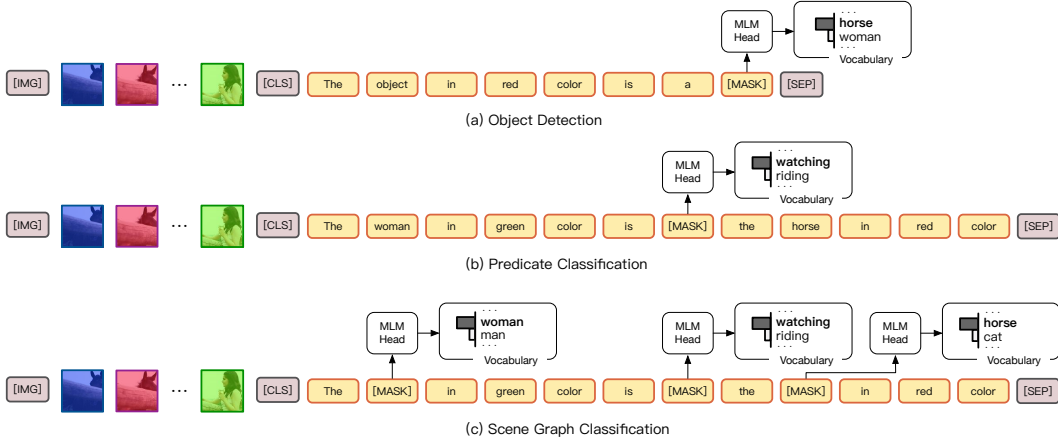 MLM Head
. . .
horse
woman
. . .
Vocabulary
[IMG] ... [CLS] The object in red color is a [MASK] [SEP]
(a) Object Detection
MLM Head
. . .
watching
riding
. . .
Vocabulary
[IMG] ... [CLS] The woman in green color is [MASK] the horse in red color [SEP]
(b) Predicate Classification
MLM Head
. . .
woman
man
. . .
Vocabulary
MLM Head
. . .
watching
riding
. . .
Vocabulary
MLM Head
. . .
horse
cat
. . .
Vocabulary
[IMG] ... [CLS] The [MASK] in green color is [MASK] the [MASK] in red color [SEP]
(c) Scene Graph Classification